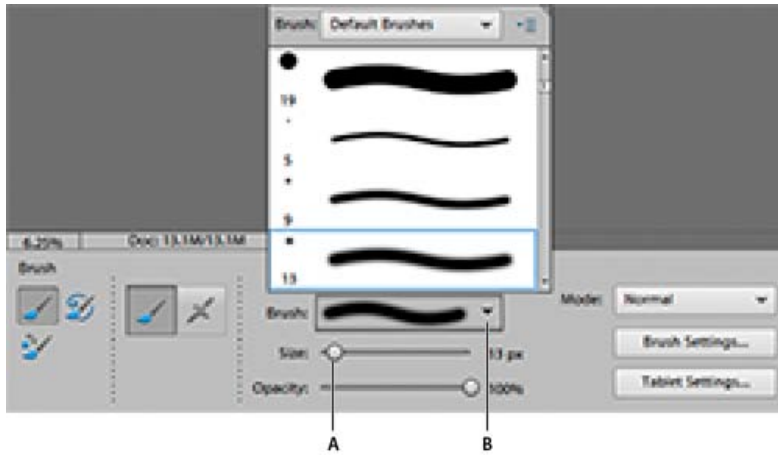 Brush: Default Brushes
19
5
9
13
6.25% Doc: 13.1M/13.1M
Brush
Brush:
Mode: Normal
Size: 13 px
Brush Settings...
Opacity: 100%
Tablet Settings...
A B